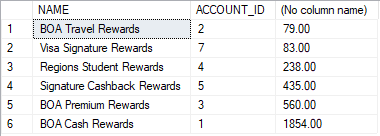 NAME ACCOUNT_ID (No column name)
1 BOA Travel Rewards 2 79.00
2 Visa Signature Rewards 7 83.00
3 Regions Student Rewards 4 238.00
4 Signature Cashback Rewards 5 435.00
5 BOA Premium Rewards 3 560.00
6 BOA Cash Rewards 1 1854.00